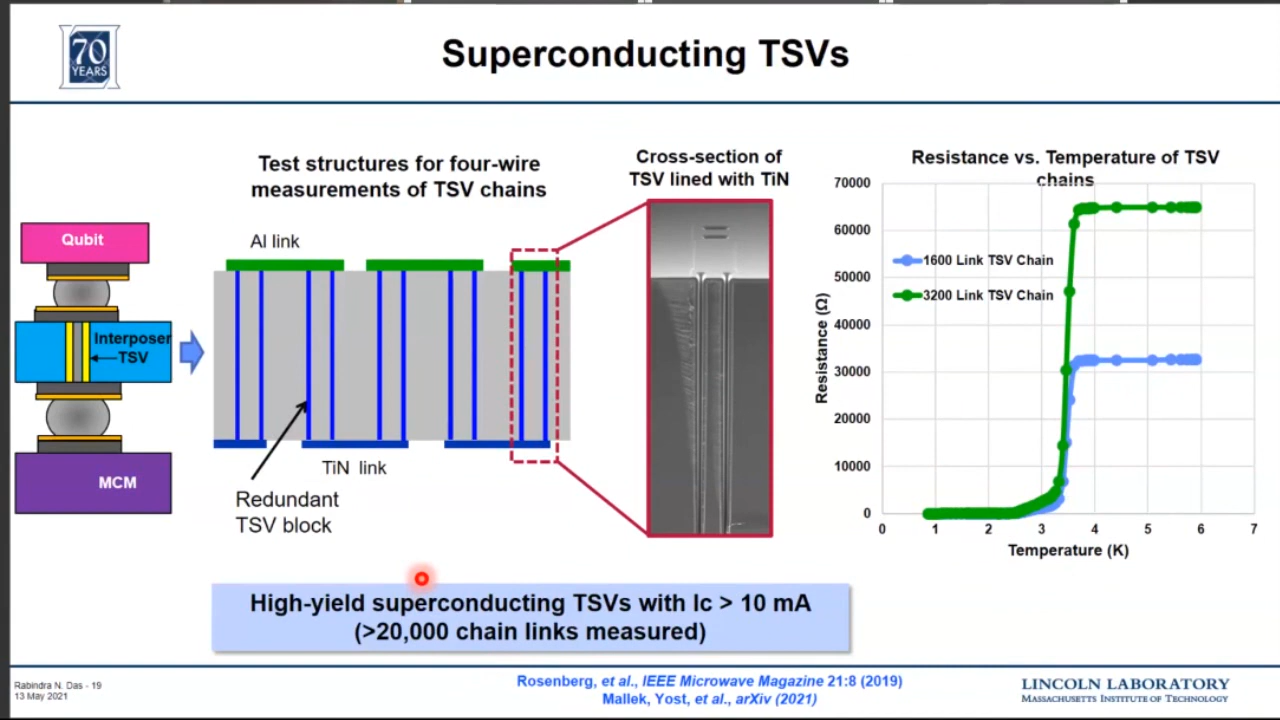 70
YEARS
Superconducting TSVs
Test structures for four-wire
measurements of TSV chains
Qubit
Interposer
TSV
MCM
Al link
TiN link
Redundant
TSV block
Cross-section of
TSV lined with TiN
Resistance vs. Temperature of TSV
chains
Resistance (Ω)
70000
60000
50000
40000
30000
20000
10000
0
1600 Link TSV Chain
3200 Link TSV Chain
0 1 2 3 4 5 6 7
Temperature (K)
High-yield superconducting TSVs with Ic > 10 mA
(>20,000 chain links measured)
Rabindra N. Das - 19
13 May 2021
Rosenberg, et al., IEEE Microwave Magazine 21:8 (2019)
Mallek, Yost, et al., arXiv (2021)
LINCOLN LABORATORY
MASSACHUSETTS INSTITUTE OF TECHNOLOGY